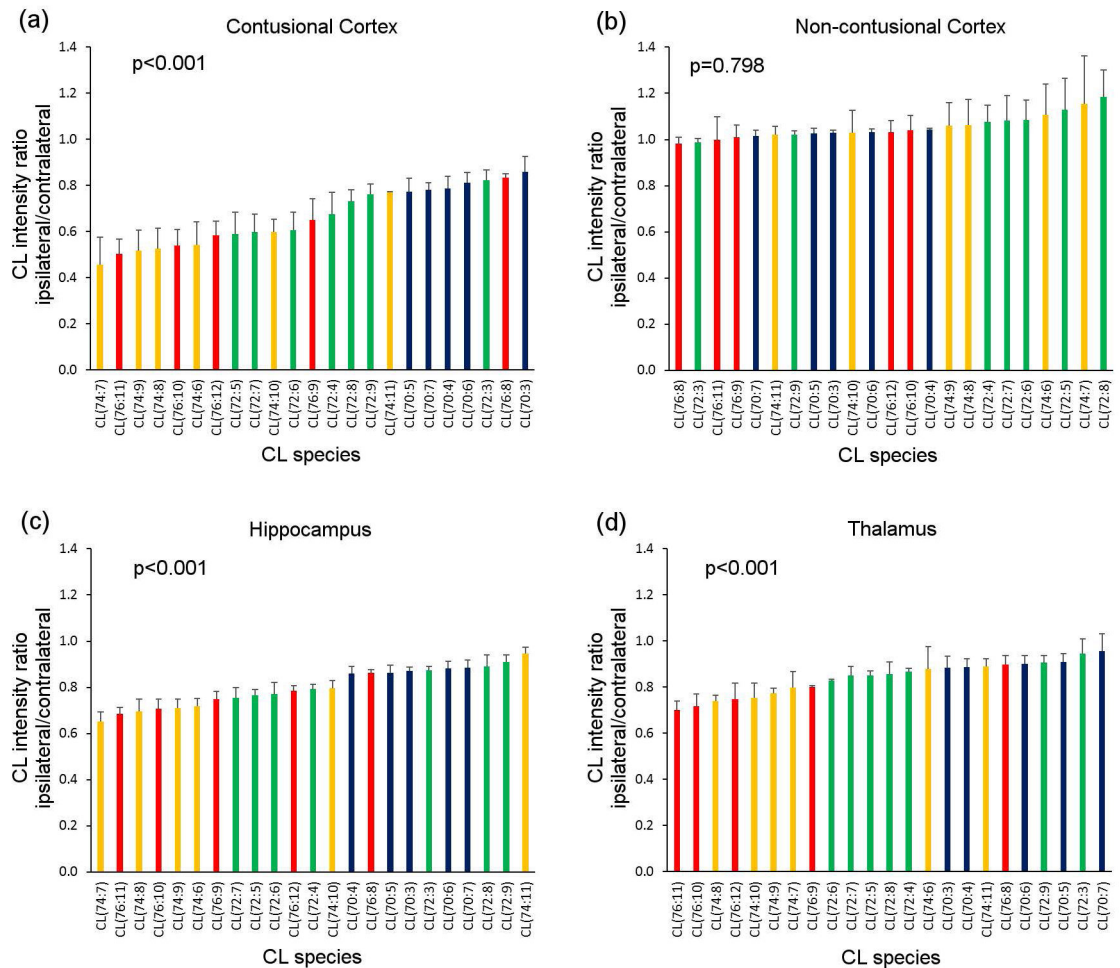 (a)
Contusional Cortex
p<0.001
CL intensity ratio
ipsilateral/contralateral
1.4
1.2
1.0
0.8
0.6
0.4
0.2
0.0
CL(74:7)
CL(76:11)
CL(74:9)
CL(74:8)
CL(76:10)
CL(74:6)
CL(76:12)
CL(72:5)
CL(72:7)
CL(74:10)
CL(72:6)
CL(76:9)
CL(72:4)
CL(72:8)
CL(72:9)
CL(74:11)
CL(70:5)
CL(70:7)
CL(70:4)
CL(70:6)
CL(72:3)
CL(76:8)
CL(70:3)
CL species
(b)
Non-contusional Cortex
p=0.798
CL intensity ratio
ipsilateral/contralateral
1.4
1.2
1.0
0.8
0.6
0.4
0.2
0.0
CL(76:8)
CL(72:3)
CL(76:11)
CL(76:9)
CL(70:7)
CL(74:11)
CL(72:9)
CL(70:5)
CL(70:3)
CL(74:10)
CL(70:6)
CL(76:12)
CL(76:10)
CL(70:4)
CL(74:9)
CL(74:8)
CL(72:4)
CL(72:7)
CL(72:6)
CL(74:6)
CL(72:5)
CL(74:7)
CL(72:8)
CL species
(c)
Hippocampus
p<0.001
CL intensity ratio
ipsilateral/contralateral
1.4
1.2
1.0
0.8
0.6
0.4
0.2
0.0
CL(74:7)
CL(76:11)
CL(74:8)
CL(76:10)
CL(74:9)
CL(74:6)
CL(76:9)
CL(72:7)
CL(72:5)
CL(72:6)
CL(76:12)
CL(72:4)
CL(74:10)
CL(70:4)
CL(76:8)
CL(70:5)
CL(70:3)
CL(72:3)
CL(70:6)
CL(70:7)
CL(72:8)
CL(72:9)
CL(74:11)
CL species
(d)
Thalamus
p<0.001
CL intensity ratio
ipsilateral/contralateral
1.4
1.2
1.0
0.8
0.6
0.4
0.2
0.0
CL(76:11)
CL(76:10)
CL(74:8)
CL(76:12)
CL(74:10)
CL(74:9)
CL(74:7)
CL(76:9)
CL(72:6)
CL(72:7)
CL(72:5)
CL(72:8)
CL(72:4)
CL(74:6)
CL(70:3)
CL(70:4)
CL(74:11)
CL(76:8)
CL(70:6)
CL(72:9)
CL(70:5)
CL(72:3)
CL(70:7)
CL species